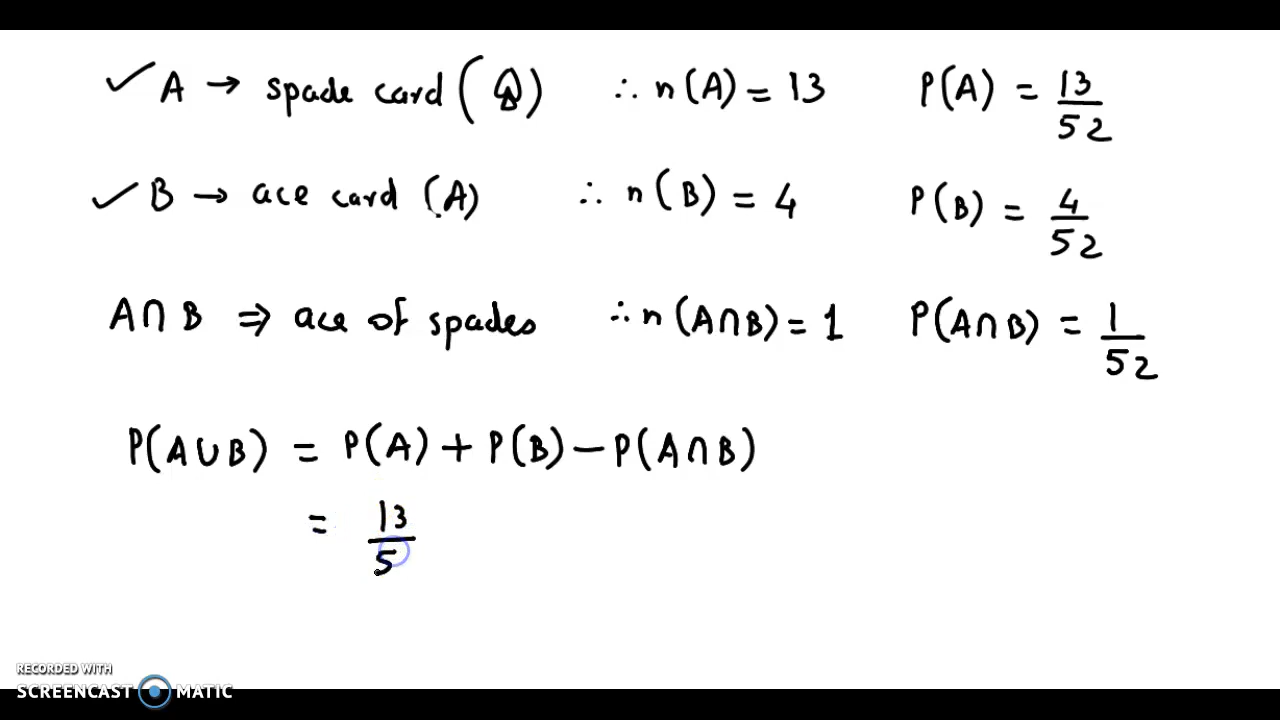 ✓ A → spade card (♤) ∴ n(A) = 13 P(A) = 13/52
✓ B → ace card (A) ∴ n(B) = 4 P(B) = 4/52
A∩B ⇒ ace of spades ∴ n(A∩B) = 1 P(A∩B) = 1/52
P(A∪B) = P(A) + P(B) − P(A∩B)
= 13/5
RECORDED WITH
SCREENCAST MATIC